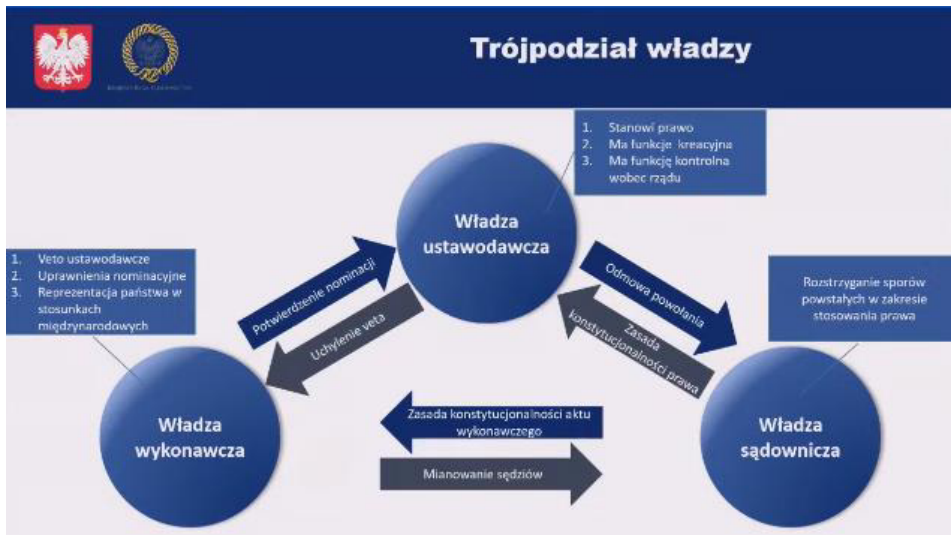 Trójpodział władzy
1. Stanowi prawo
2. Ma funkcje kreacyjna
3. Ma funkcję kontrolna
wobec rządu
Władza
ustawodawcza
1. Veto ustawodawcze
2. Uprawnienia nominacyjne
3. Reprezentacja państwa w
stosunkach
międzynarodowych
Potwierdzenie nominacji
Uchylenie veta
Odmowa powołania
Zasada
konstytucjonalności prawa
Rozstrzyganie sporów
powstałych w zakresie
stosowania prawa
Władza
wykonawcza
Zasada konstytucjonalności aktu
wykonawczego
Mianowanie sędziów
Władza
sądownicza